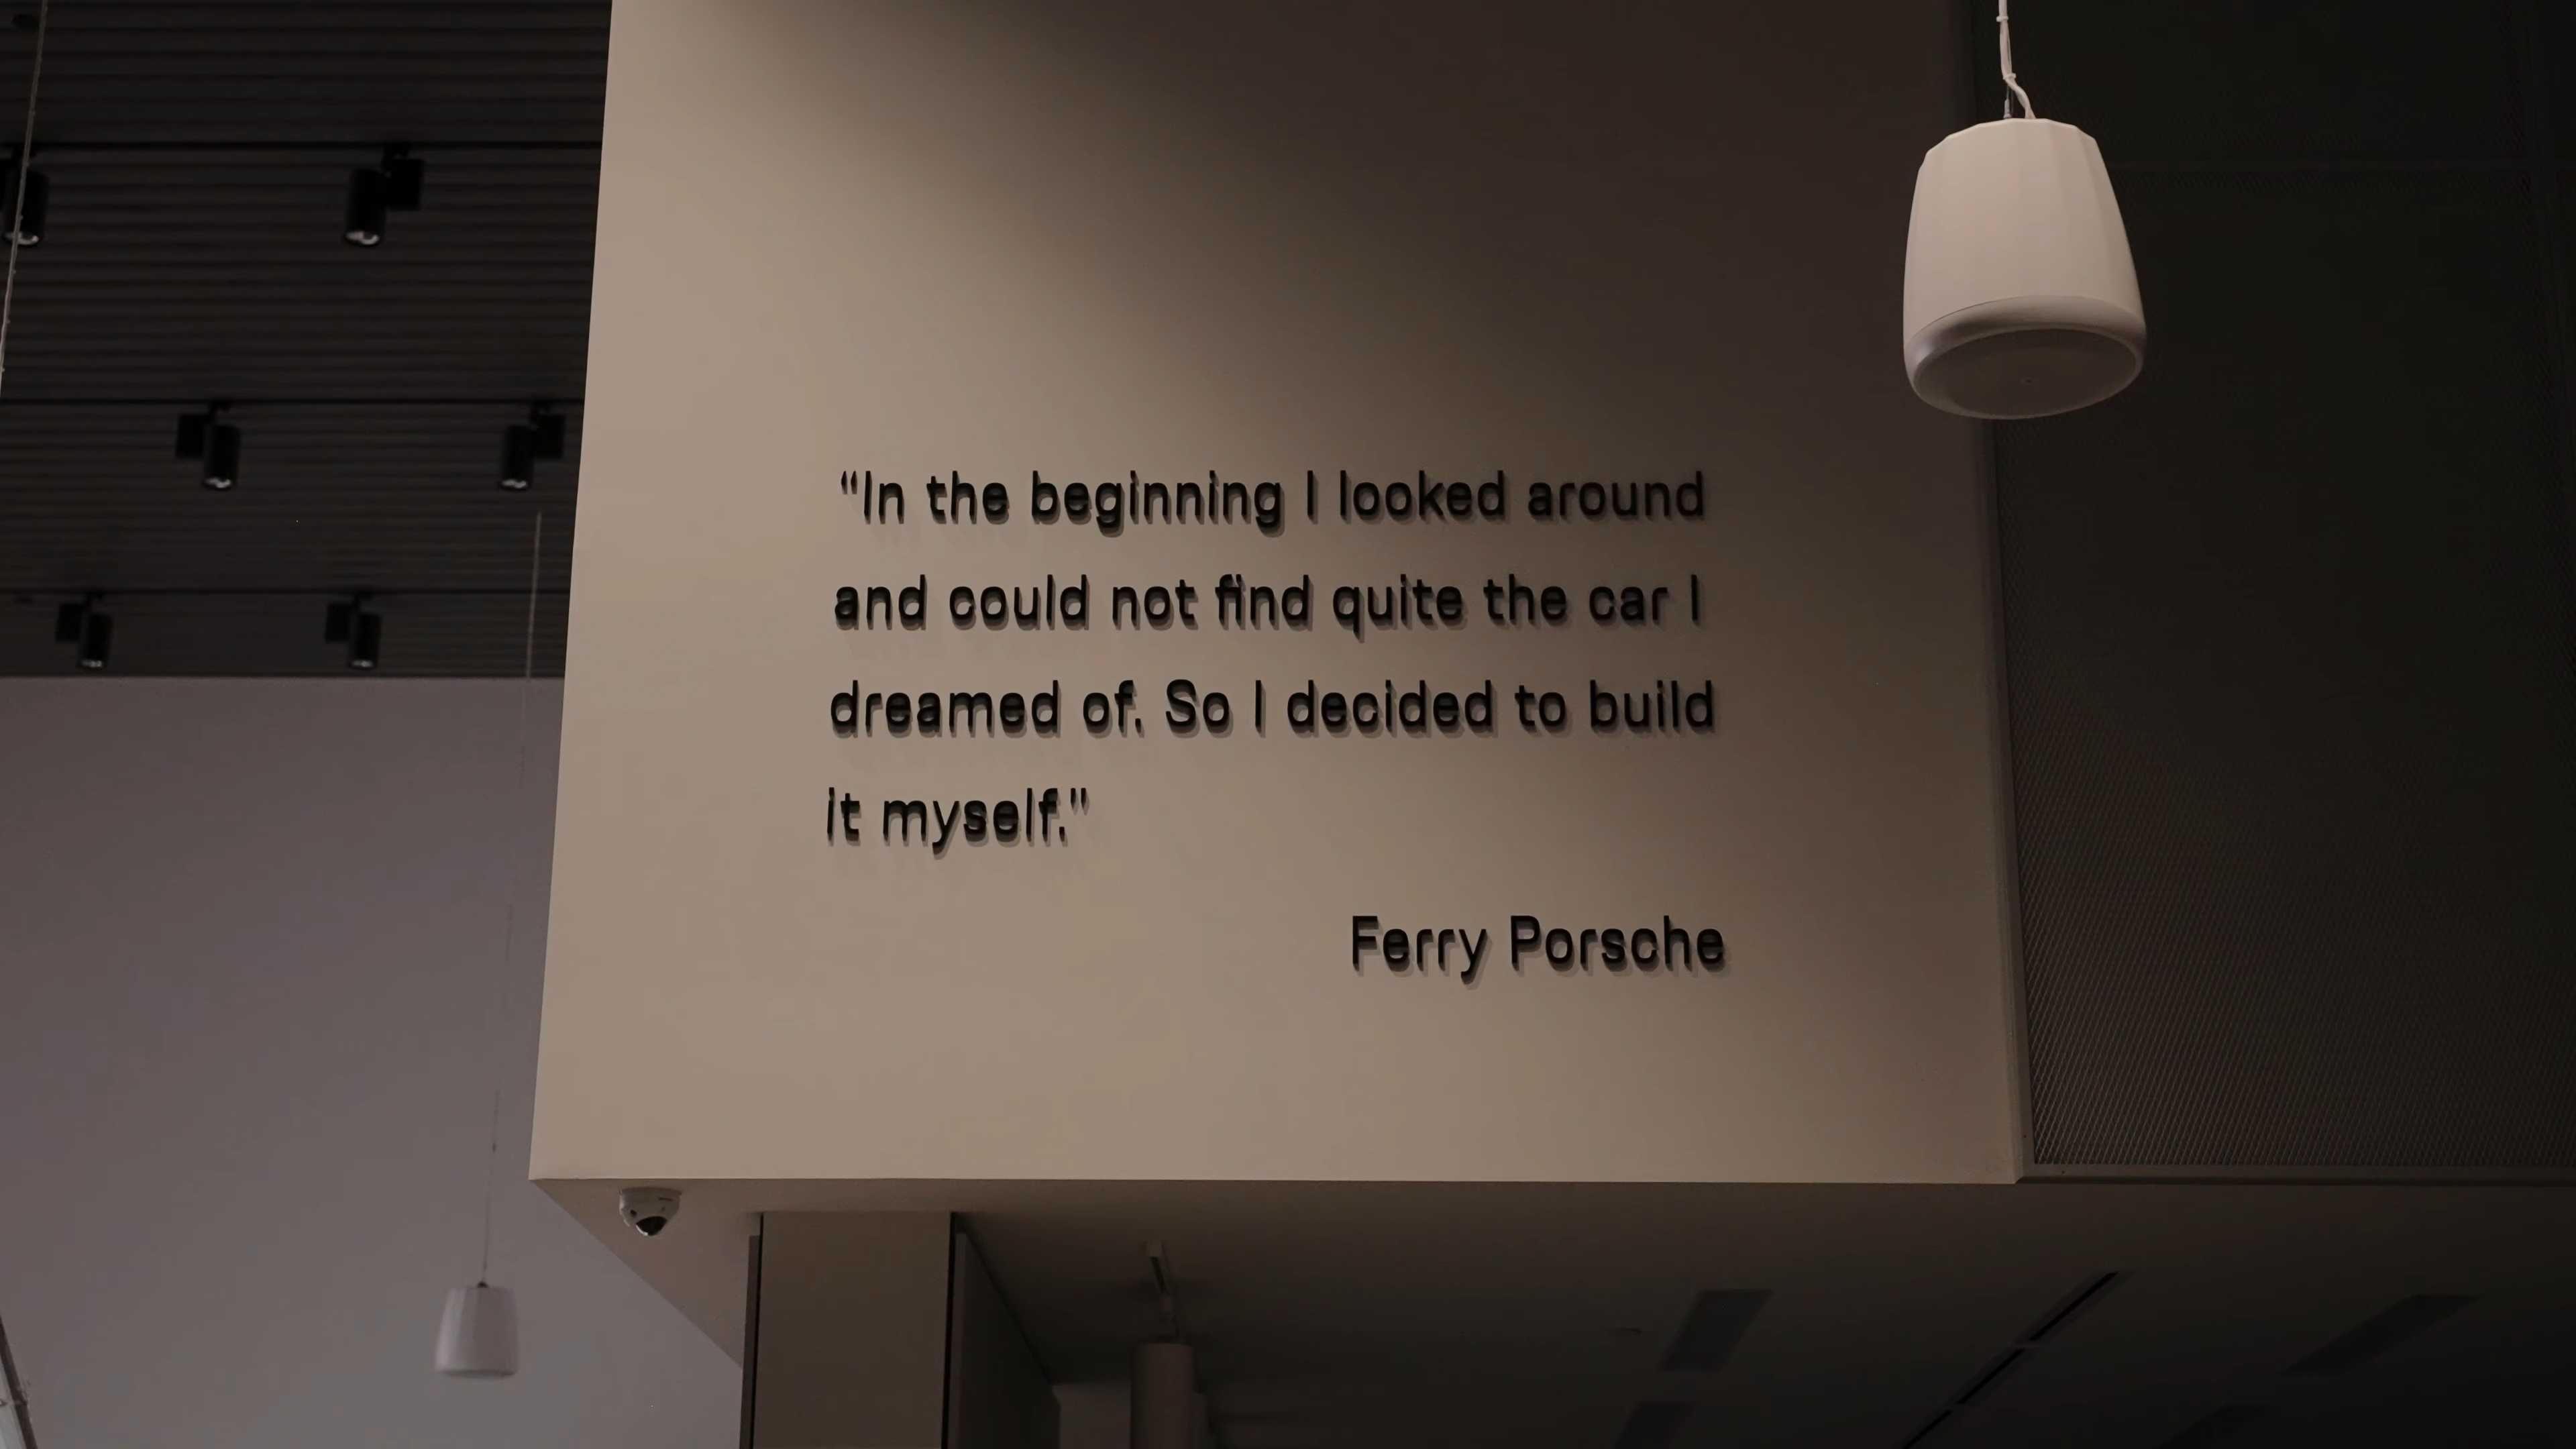 “In the beginning I looked around
and could not find quite the car I
dreamed of. So I decided to build
it myself."
Ferry Porsche